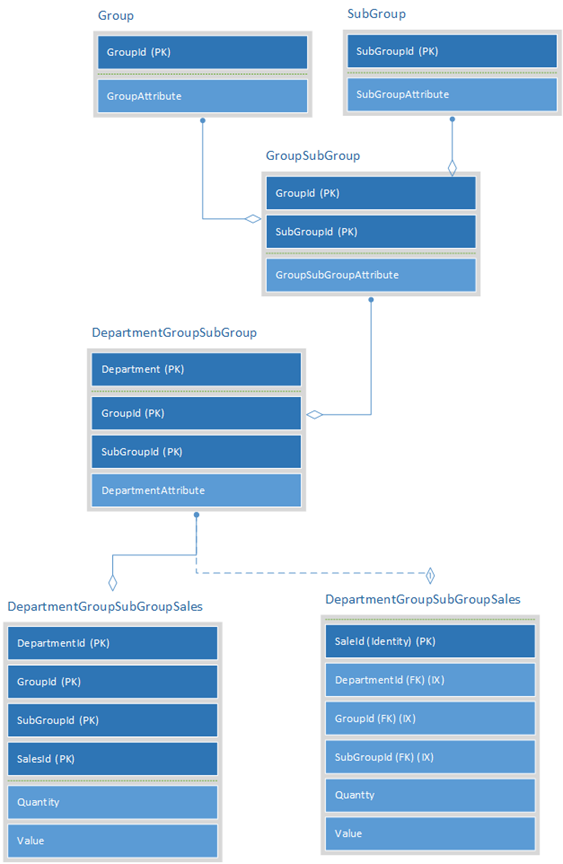 Group
GroupId (PK)
GroupAttribute
SubGroup
SubGroupId (PK)
SubGroupAttribute
GroupSubGroup
GroupId (PK)
SubGroupId (PK)
GroupSubGroupAttribute
DepartmentGroupSubGroup
Department (PK)
GroupId (PK)
SubGroupId (PK)
DepartmentAttribute
DepartmentGroupSubGroupSales
DepartmentId (PK)
GroupId (PK)
SubGroupId (PK)
SalesId (PK)
Quantity
Value
DepartmentGroupSubGroupSales
SaleId (Identity) (PK)
DepartmentId (FK) (IX)
GroupId (FK) (IX)
SubGroupId (FK) (IX)
Quantty
Value